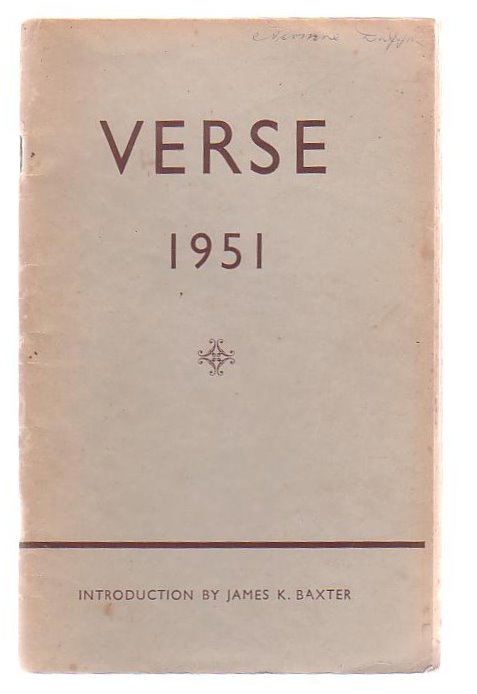 VERSE
1951
INTRODUCTION BY JAMES K. BAXTER